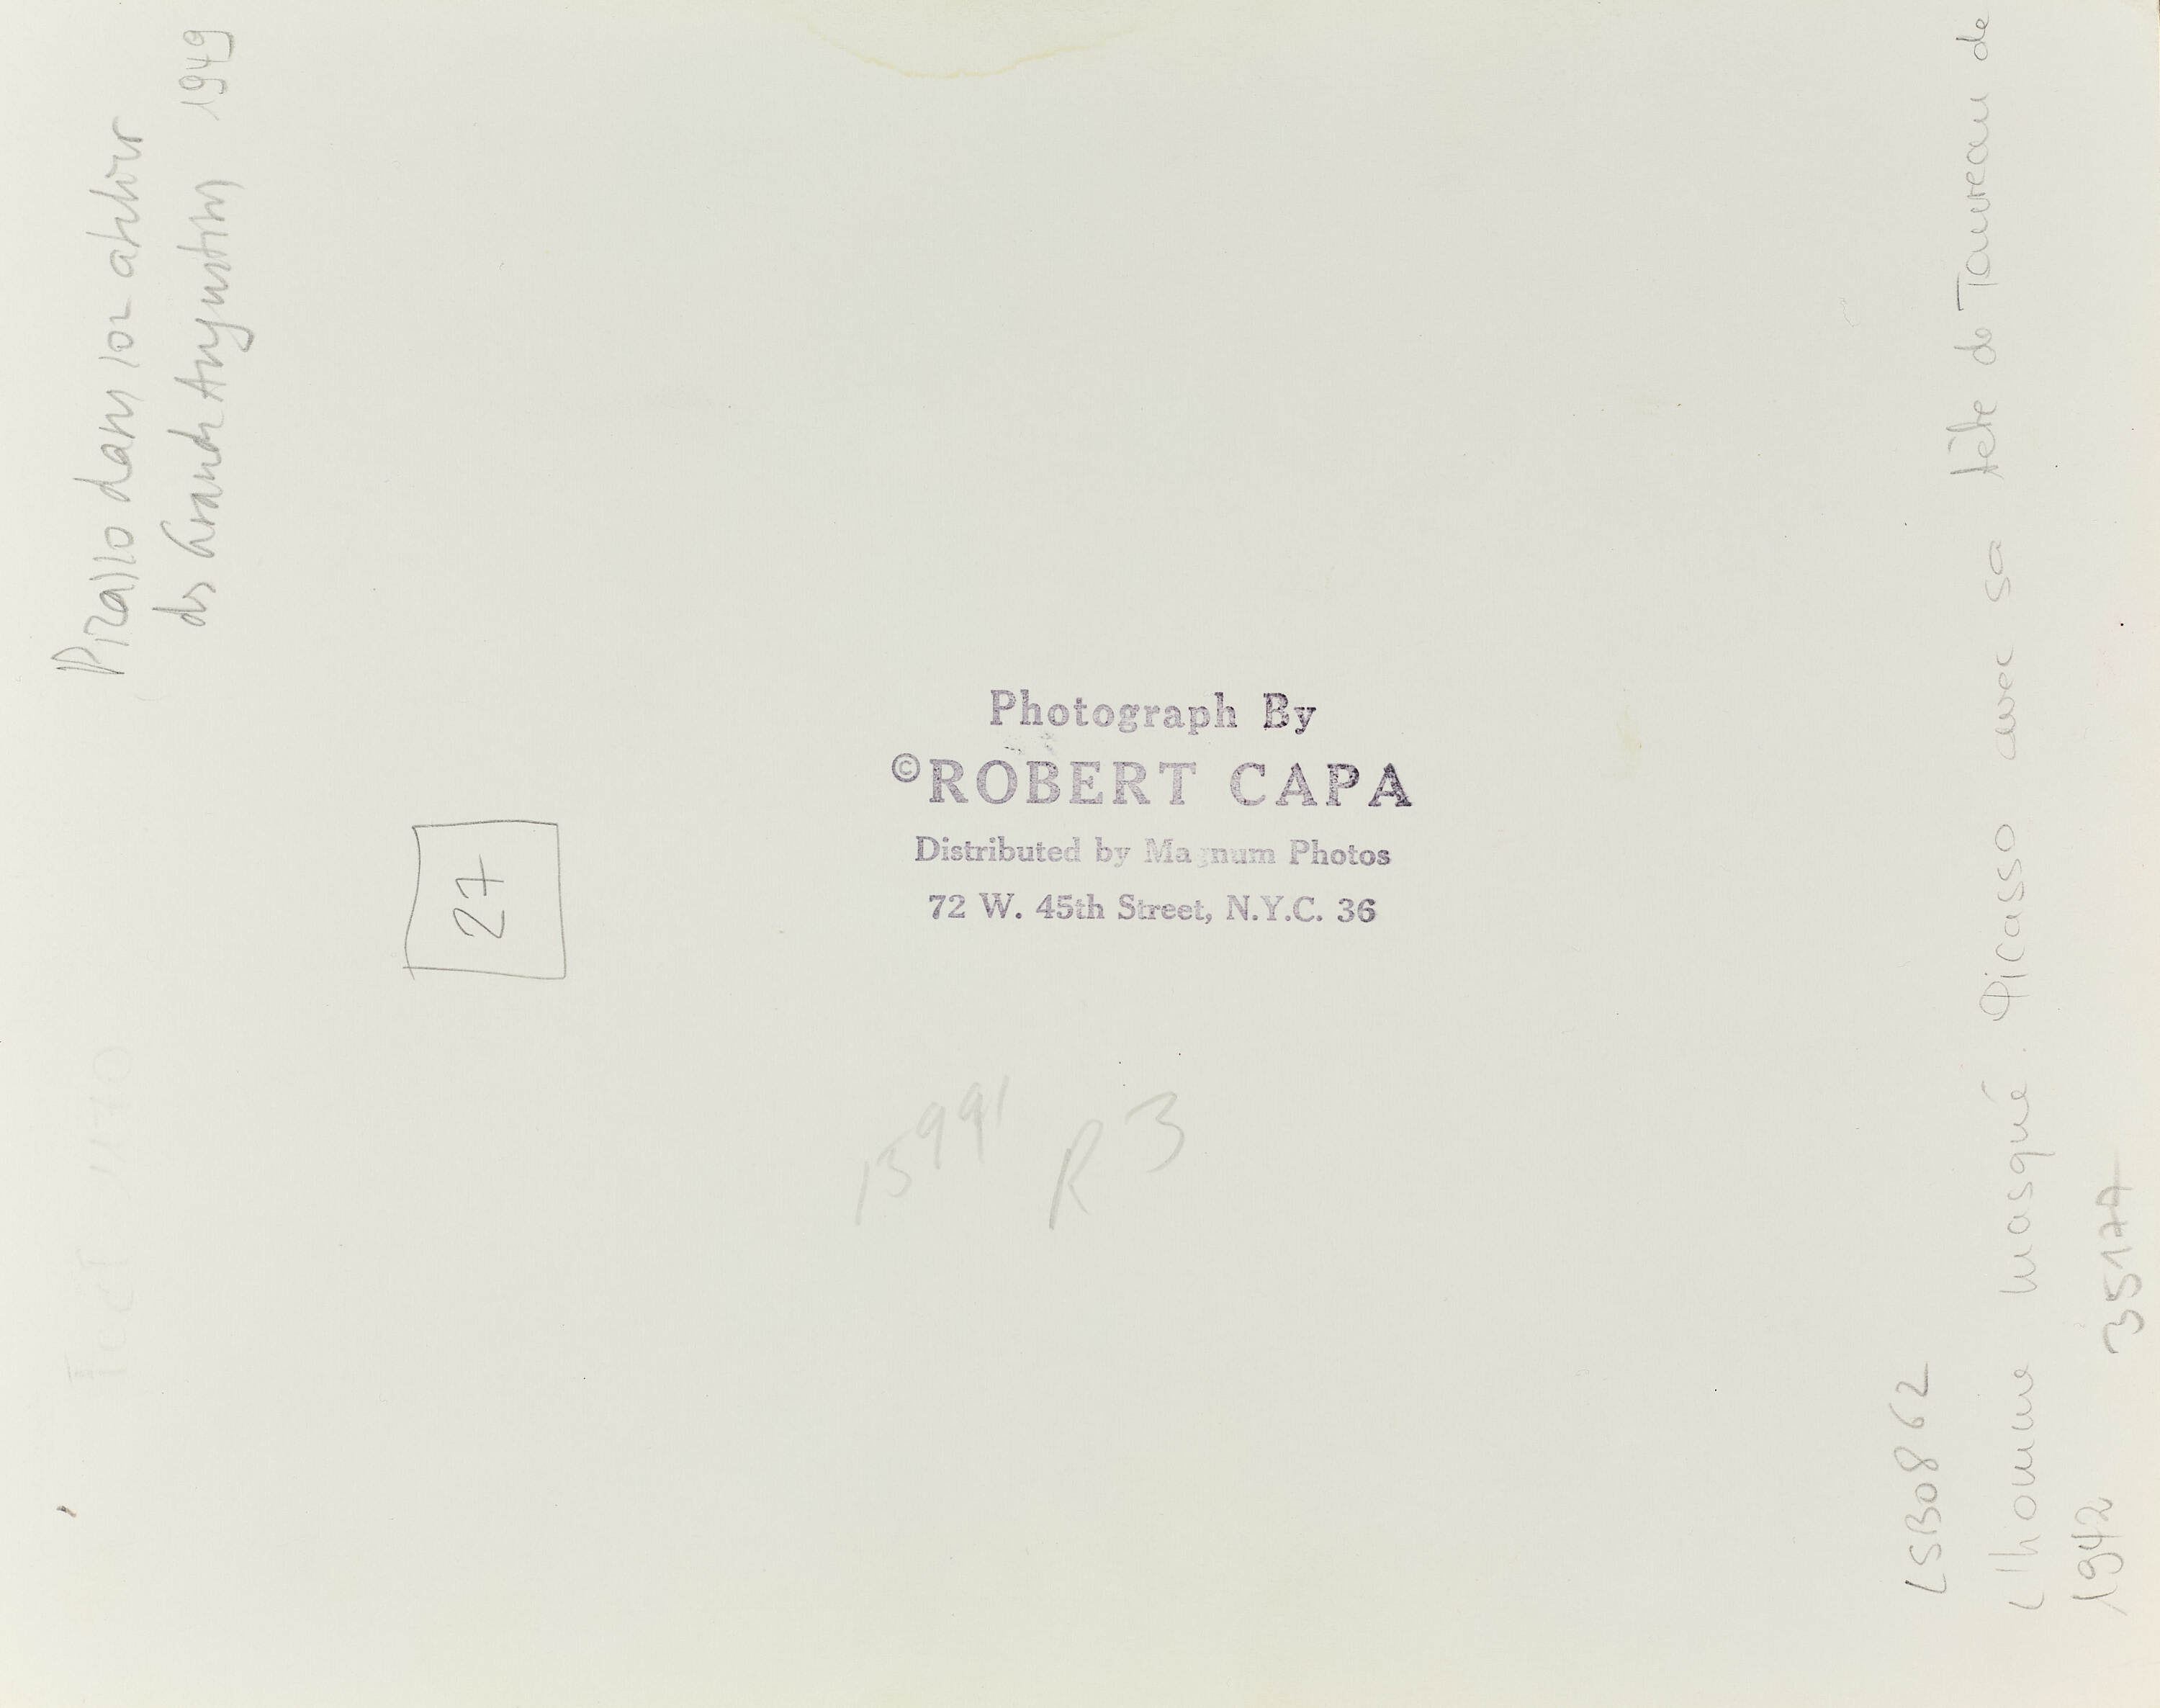 Picasso dans son atelier
des Grands Augustins 1949
27
Photograph By
©ROBERT CAPA
Distributed by Magnum Photos
72 W. 45th Street, N.Y.C. 36
15991 R3
LSB0862
L'homme masqué. Picasso avec sa tête de Taureau de
1942 35177